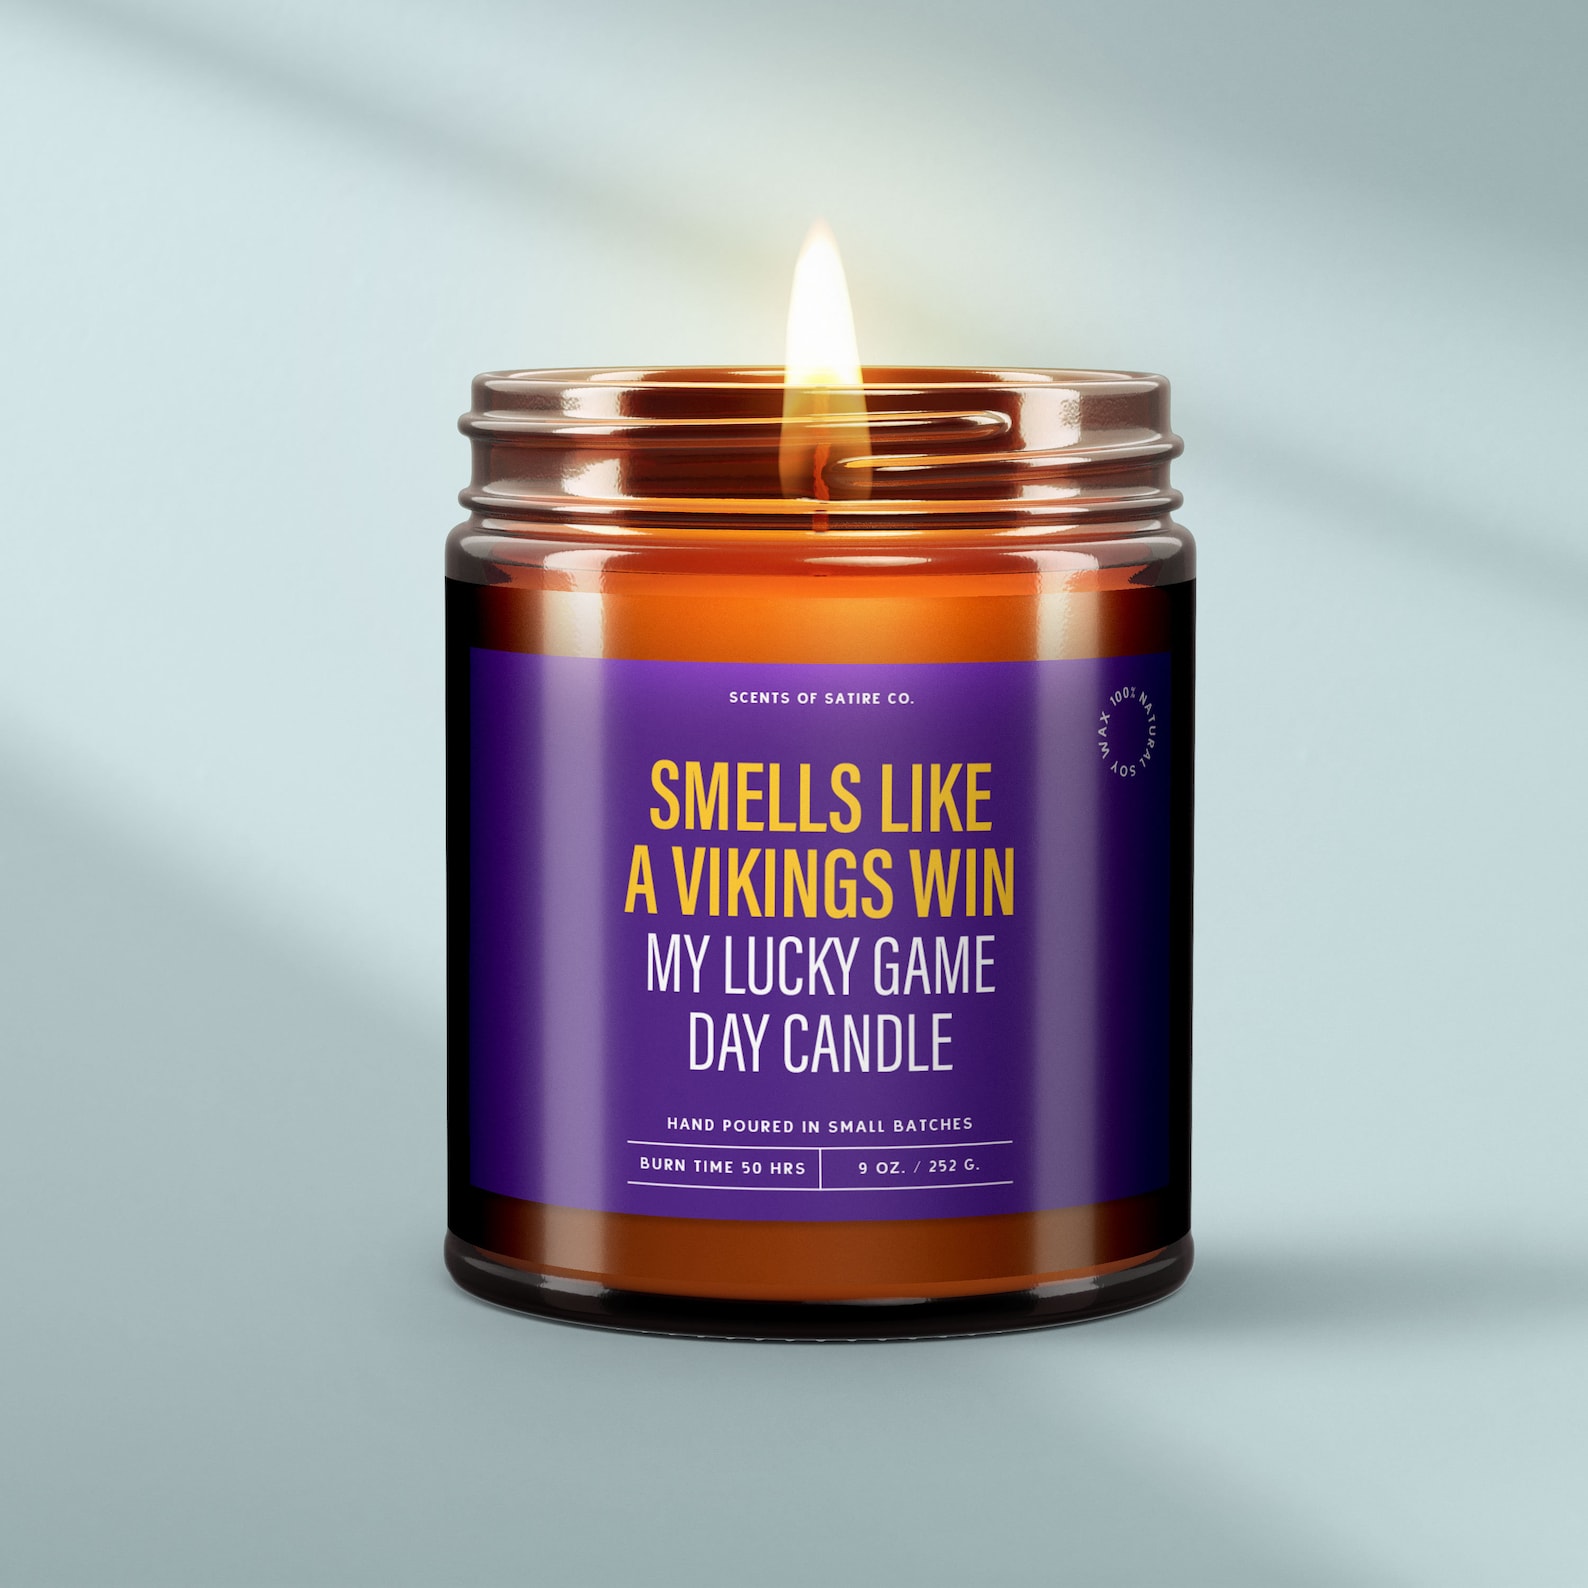 SCENTS OF SATIRE CO.
100% NATURAL SOY WAX
SMELLS LIKE
A VIKINGS WIN
MY LUCKY GAME
DAY CANDLE
HAND POURED IN SMALL BATCHES
BURN TIME 50 HRS
9 OZ. / 252 G.